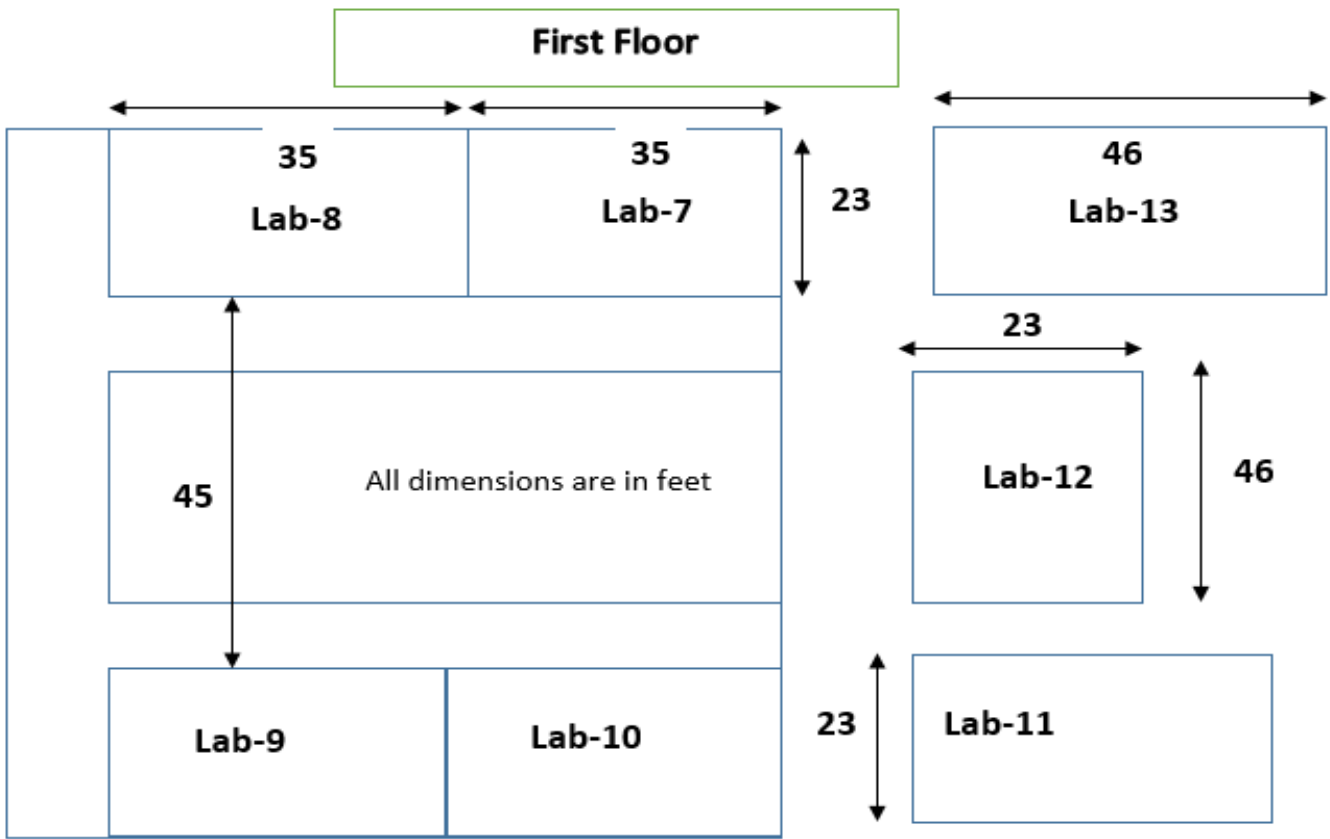 First Floor
35
35
46
Lab-8
Lab-7
23
Lab-13
23
45
All dimensions are in feet
Lab-12
46
Lab-9
Lab-10
23
Lab-11